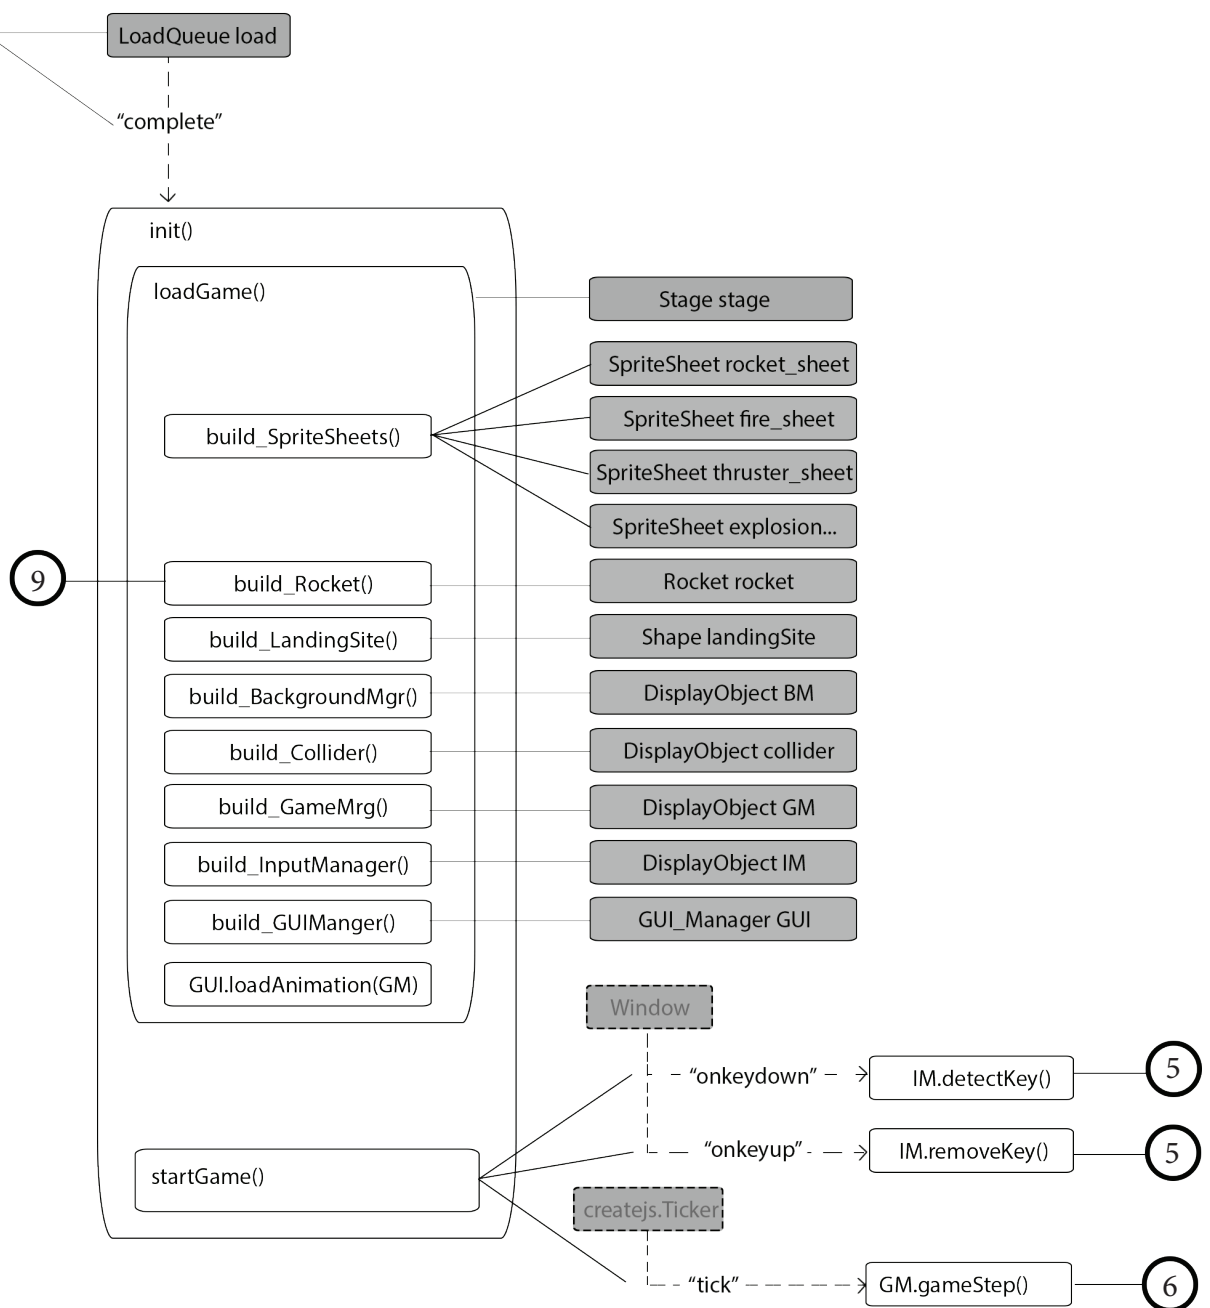 LoadQueue load
“complete”
init()
loadGame()
Stage stage
SpriteSheet rocket_sheet
build_SpriteSheets()
SpriteSheet fire_sheet
SpriteSheet thruster_sheet
SpriteSheet explosion...
9
build_Rocket()
Rocket rocket
build_LandingSite()
Shape landingSite
build_BackgroundMgr()
DisplayObject BM
build_Collider()
DisplayObject collider
build_GameMrg()
DisplayObject GM
build_InputManager()
DisplayObject IM
build_GUIManger()
GUI_Manager GUI
GUI.loadAnimation(GM)
Window
“onkeydown”
IM.detectKey()
5
“onkeyup”
IM.removeKey()
5
startGame()
createjs.Ticker
“tick”
GM.gameStep()
6